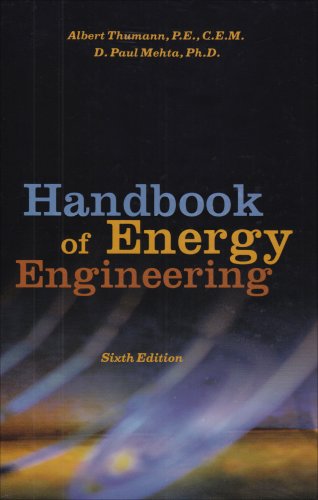 Albert Thumann, P.E., C.E.M.
D. Paul Mehta, Ph.D.
Handbook
of Energy
Engineering
Sixth Edition